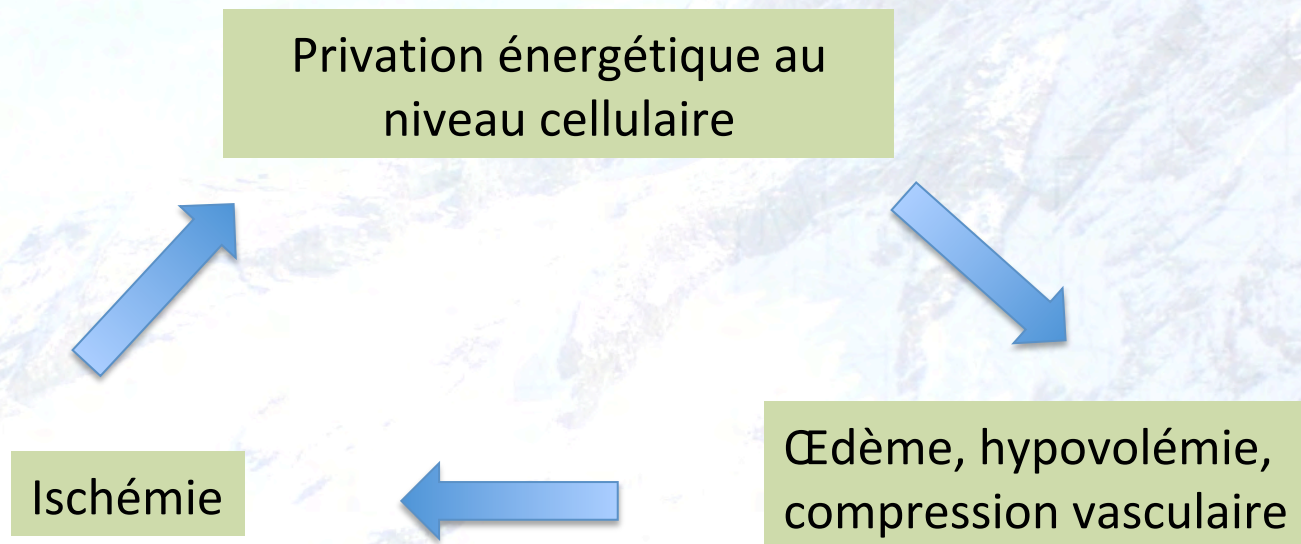 Privation énergétique au
niveau cellulaire
Ischémie
Œdème, hypovolémie,
compression vasculaire